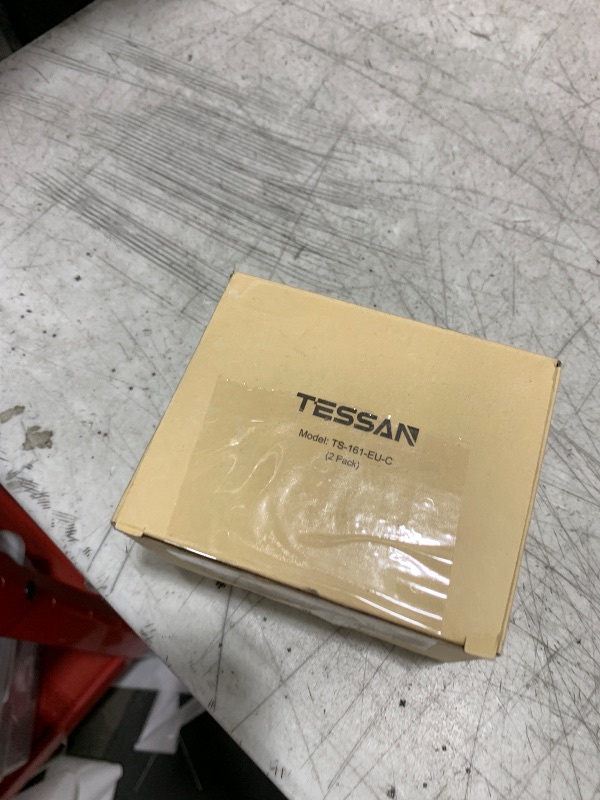 TESSAN
Model: TS-161-EU-C
(2 Pack)